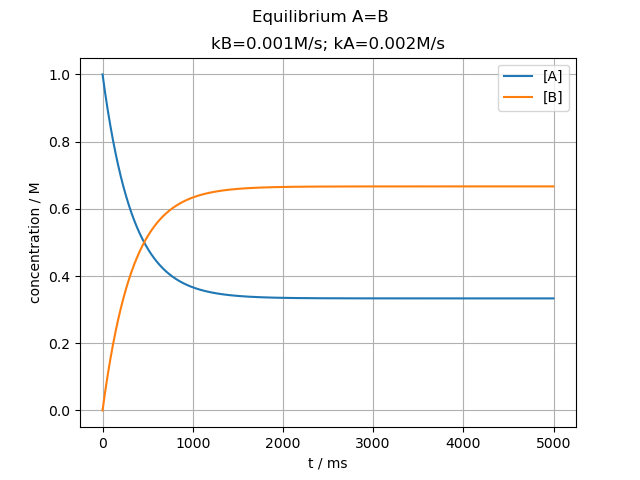 Equilibrium A=B
kB=0.001M/s; kA=0.002M/s
[A]
[B]
concentration / M
1.0
0.8
0.6
0.4
0.2
0.0
0 1000 2000 3000 4000 5000
t / ms